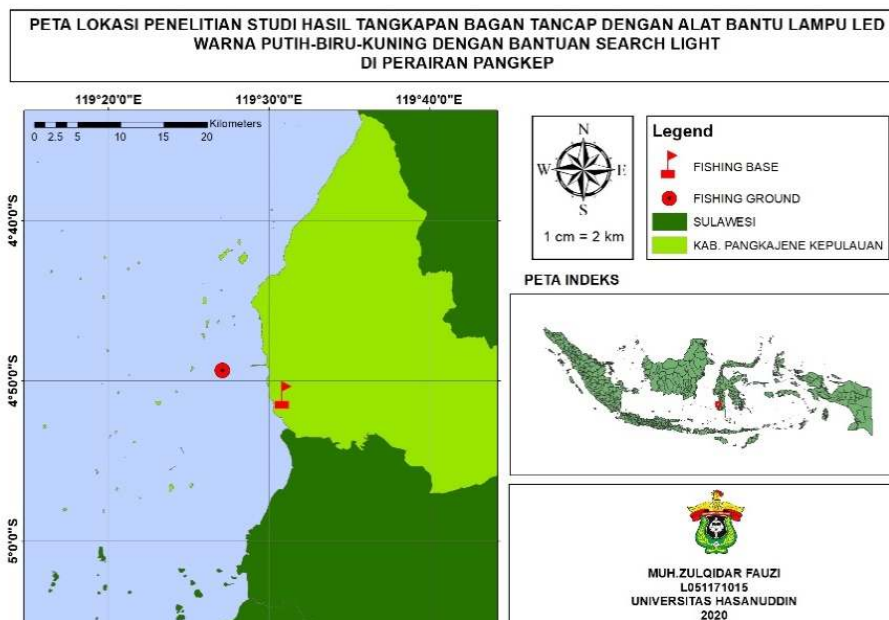 PETA LOKASI PENELITIAN STUDI HASIL TANGKAPAN BAGAN TANCAP DENGAN ALAT BANTU LAMPU LED
WARNA PUTIH-BIRU-KUNING DENGAN BANTUAN SEARCH LIGHT
DI PERAIRAN PANGKEP
119°20'0"E 119°30'0"E 119°40'0"E
Kilometers
0 2.5 5 10 15 20
4°40'0"S
4°50'0"S
5°0'0"S
N
W E
S
1 cm = 2 km
Legend
FISHING BASE
FISHING GROUND
SULAWESI
KAB. PANGKAJENE KEPULAUAN
PETA INDEKS
MUH.ZULQIDAR FAUZI
L051171015
UNIVERSITAS HASANUDDIN
2020